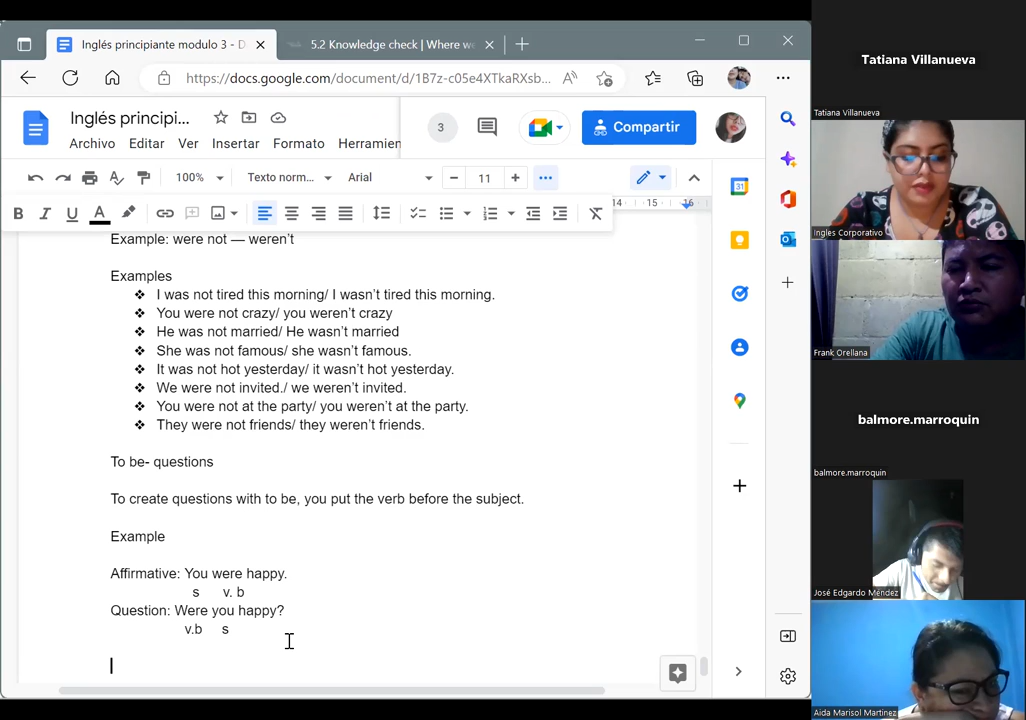 Inglés principiante modulo 3 - D
5.2 Knowledge check | Where w
https://docs.google.com/document/d/1B7z-c05e4XTkaRXsb...
Inglés principi...
3
Compartir
Archivo Editar Ver Insertar Formato Herramien
100% Texto norm... Arial 11
14 15 16
Example: were not — weren't
Examples
❖ I was not tired this morning/ I wasn't tired this morning.
❖ You were not crazy/ you weren't crazy
❖ He was not married/ He wasn't married
❖ She was not famous/ she wasn't famous.
❖ It was not hot yesterday/ it wasn't hot yesterday.
❖ We were not invited./ we weren't invited.
❖ You were not at the party/ you weren't at the party.
❖ They were not friends/ they weren't friends.
To be- questions
To create questions with to be, you put the verb before the subject.
Example
Affirmative: You were happy.
s v. b
Question: Were you happy?
v.b s
Tatiana Villanueva
Tatiana Villanueva
Ingles Corporativo
Frank Orellana
balmore.marroquin
balmore.marroquin
José Edgardo Méndez
Aida Marisol Martinez